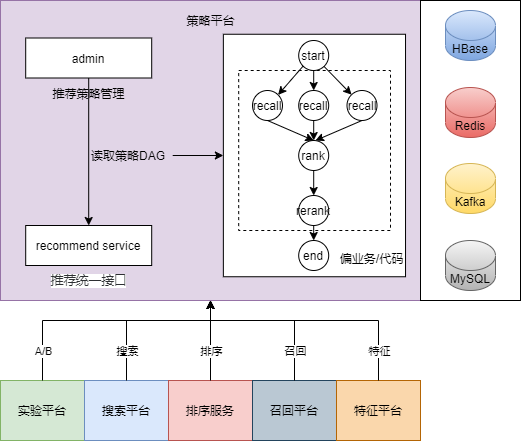 策略平台
admin
推荐策略管理
读取策略DAG
recommend service
推荐统一接口
start
recall
recall
recall
rank
rerank
end
偏业务/代码
HBase
Redis
Kafka
MySQL
A/B
搜索
排序
召回
特征
实验平台
搜索平台
排序服务
召回平台
特征平台